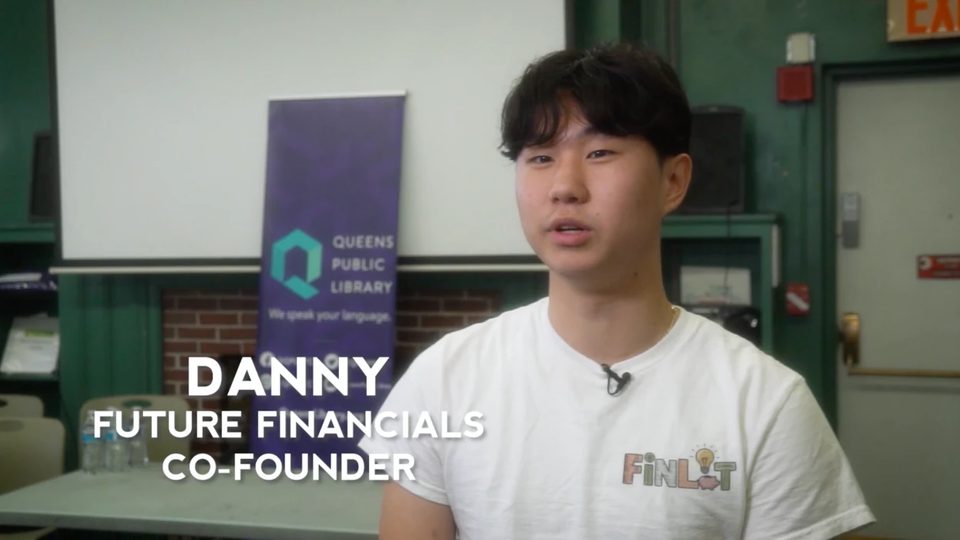 EXI
QUEENS
PUBLIC
LIBRARY
We speak your language.
DANNY
FUTURE FINANCIALS
CO-FOUNDER
FiNLiT